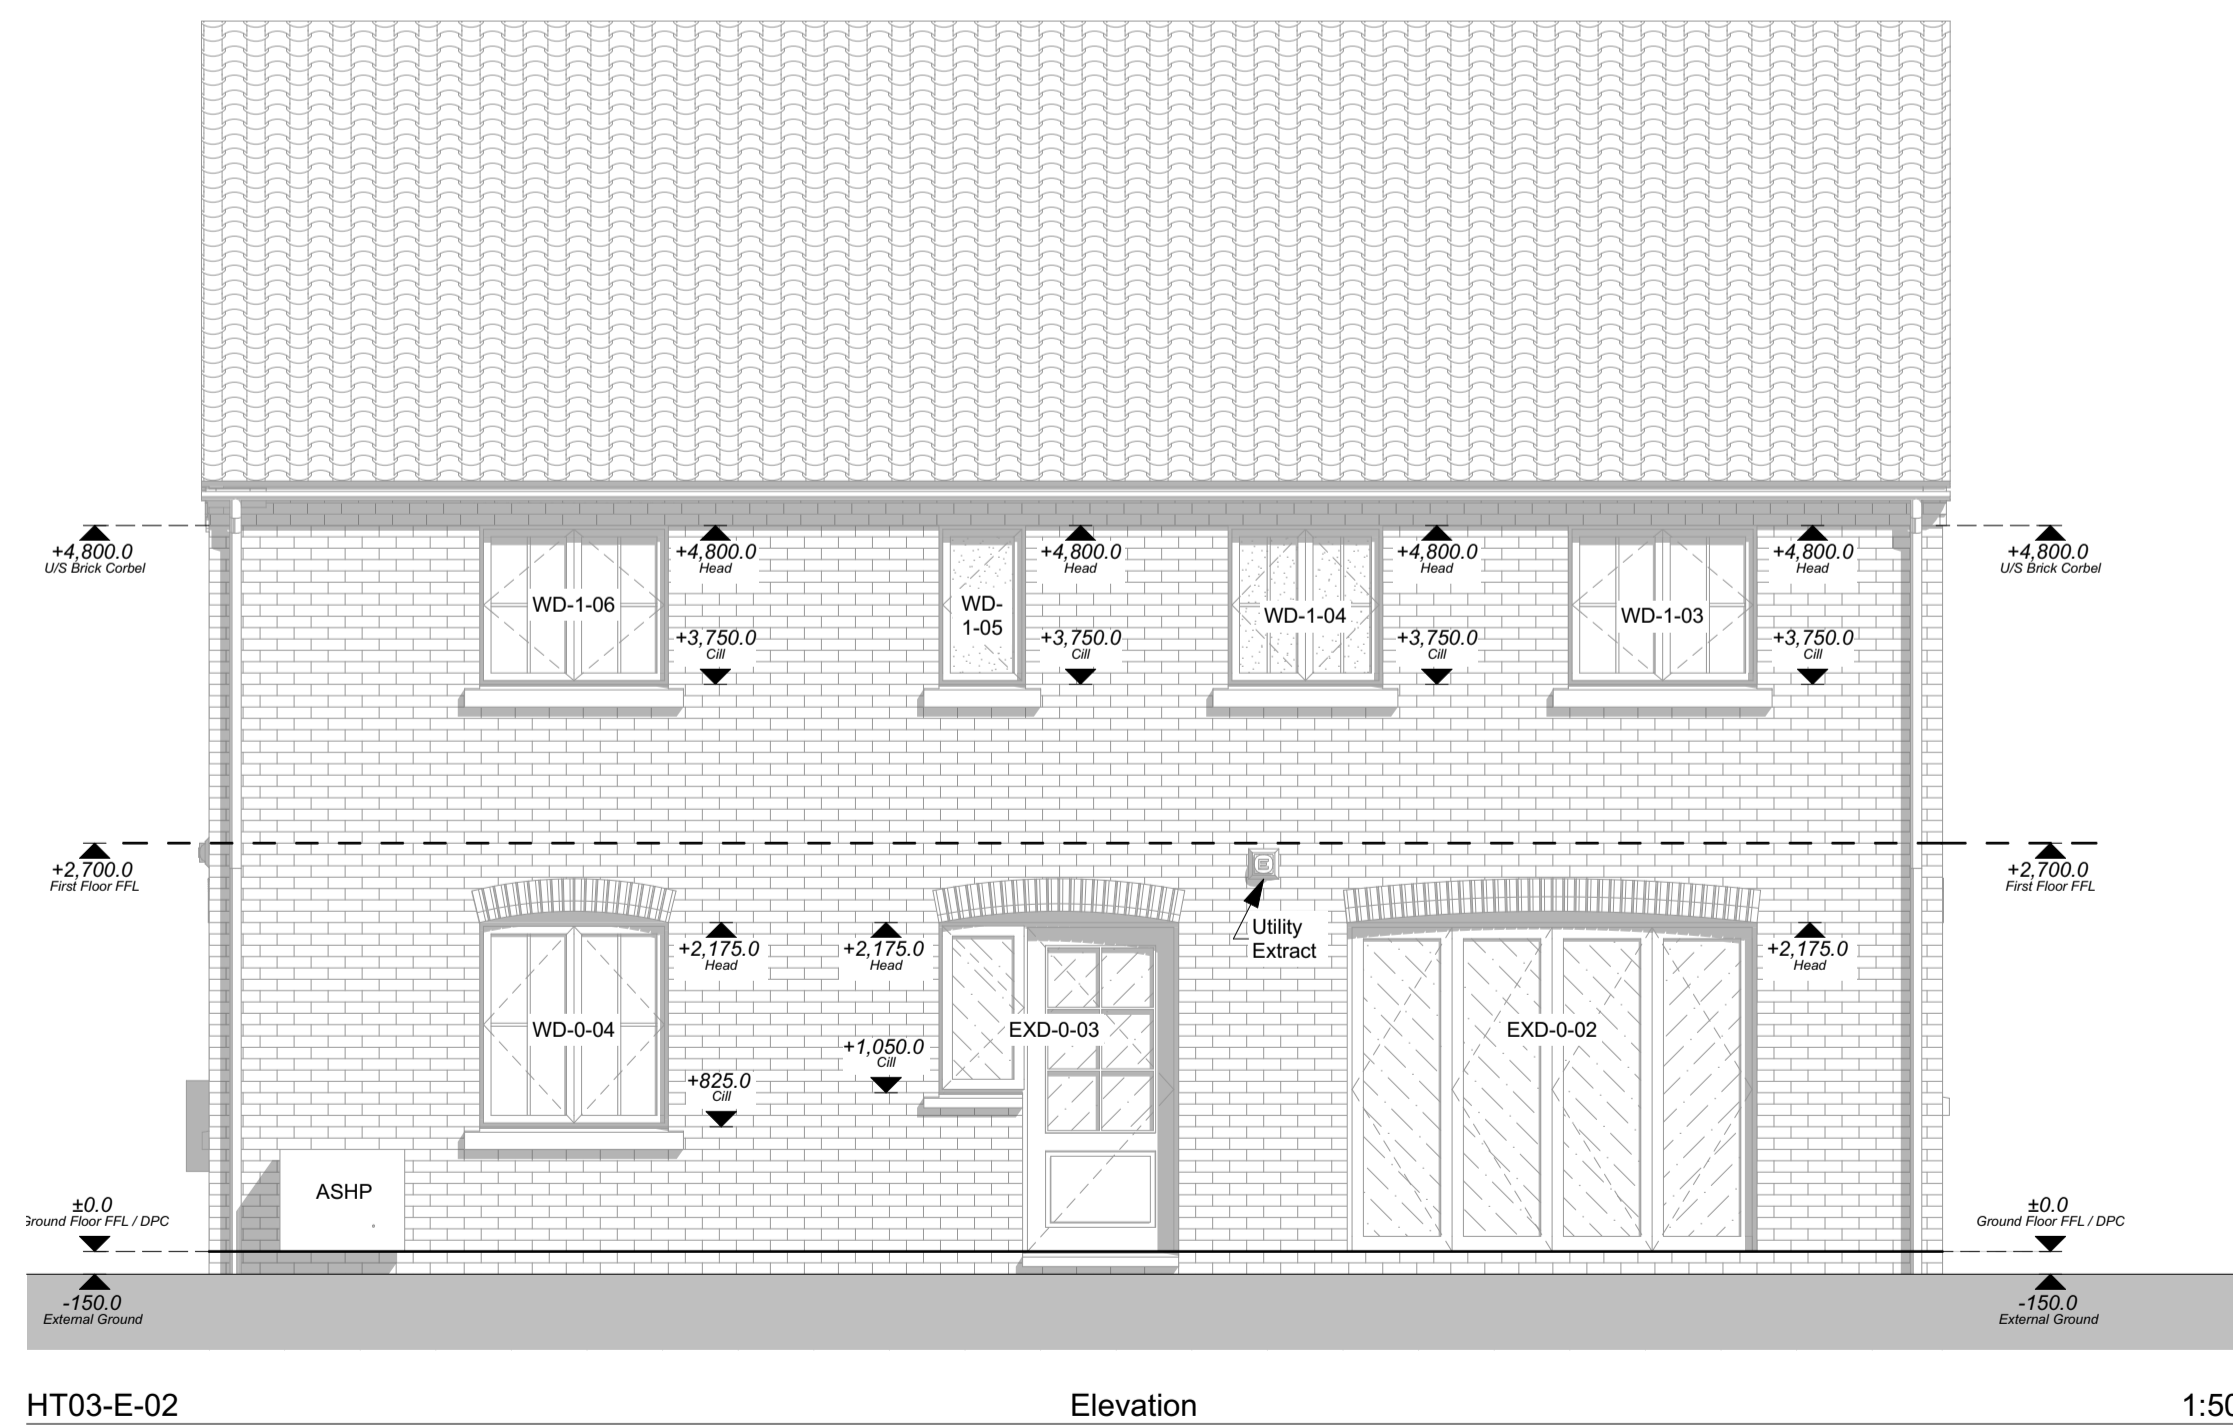 +4,800.0
U/S Brick Corbel
WD-1-06
+4,800.0
Head
+3,750.0
Cill
WD-
1-05
+4,800.0
Head
+3,750.0
Cill
WD-1-04
+4,800.0
Head
+3,750.0
Cill
WD-1-03
+4,800.0
Head
+3,750.0
Cill
+4,800.0
U/S Brick Corbel
+2,700.0
First Floor FFL
E
Utility
Extract
+2,700.0
First Floor FFL
WD-0-04
+2,175.0
Head
+825.0
Cill
+2,175.0
Head
+1,050.0
Cill
EXD-0-03
EXD-0-02
+2,175.0
Head
ASHP
±0.0
Ground Floor FFL / DPC
±0.0
Ground Floor FFL / DPC
-150.0
External Ground
-150.0
External Ground
HT03-E-02 Elevation 1:50